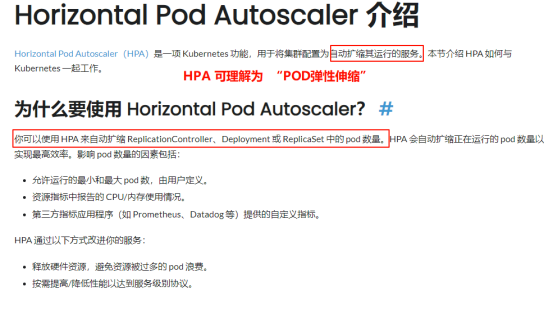 Horizontal Pod Autoscaler 介绍
Horizontal Pod Autoscaler（HPA）是一项 Kubernetes 功能，用于将集群配置为自动扩缩其运行的服务。本节介绍 HPA 如何与
Kubernetes 一起工作。
HPA 可理解为 “POD弹性伸缩”
为什么要使用 Horizontal Pod Autoscaler？ #
你可以使用 HPA 来自动扩缩 ReplicationController、Deployment 或 ReplicaSet 中的 pod 数量。HPA 会自动扩缩正在运行的 pod 数量以
实现最高效率。影响 pod 数量的因素包括：
• 允许运行的最小和最大 pod 数，由用户定义。
• 资源指标中报告的 CPU/内存使用情况。
• 第三方指标应用程序（如 Prometheus、Datadog 等）提供的自定义指标。
HPA 通过以下方式改进你的服务：
• 释放硬件资源，避免资源被过多的 pod 浪费。
• 按需提高/降低性能以达到服务级别协议。